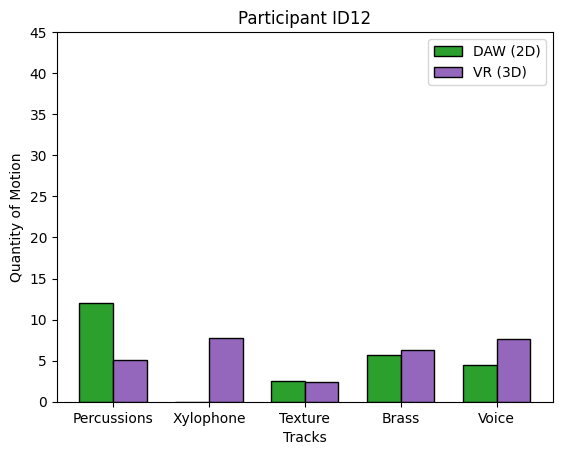 Participant ID12
45
40
35
30
25
20
15
10
5
0
Quantity of Motion
DAW (2D)
VR (3D)
Percussions Xylophone Texture Brass Voice
Tracks